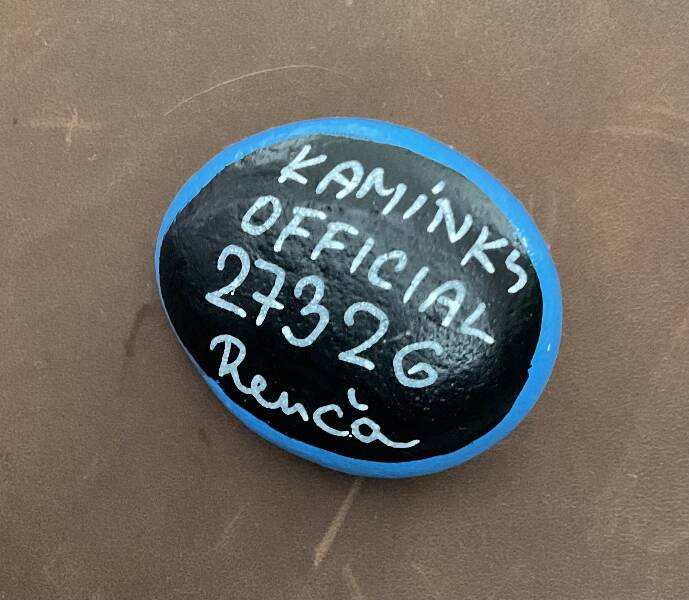 KAMÍNKY
OFFICIAL
27326
Renča